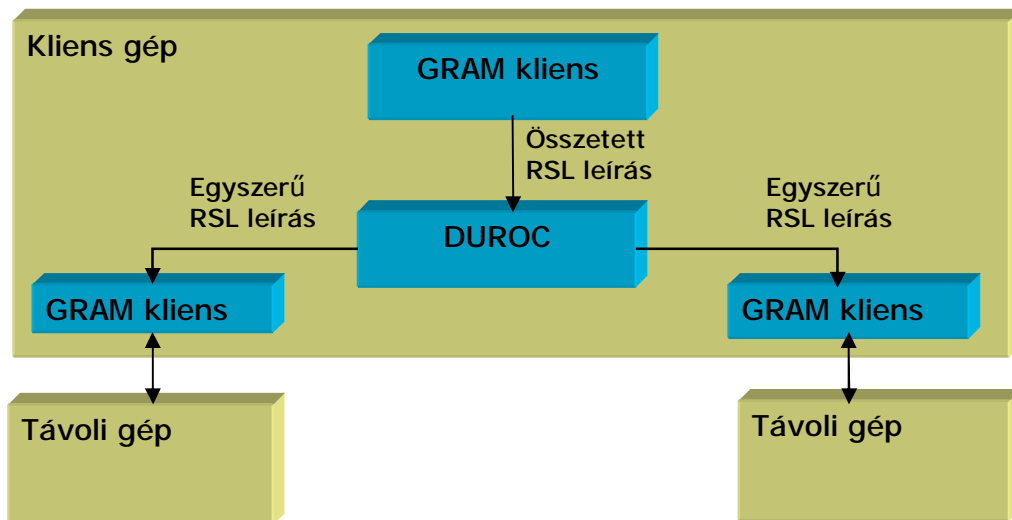 Kliens gép
GRAM kliens
Összetett
RSL leírás
Egyszerű
RSL leírás
Egyszerű
RSL leírás
DUROC
GRAM kliens
GRAM kliens
Távoli gép
Távoli gép